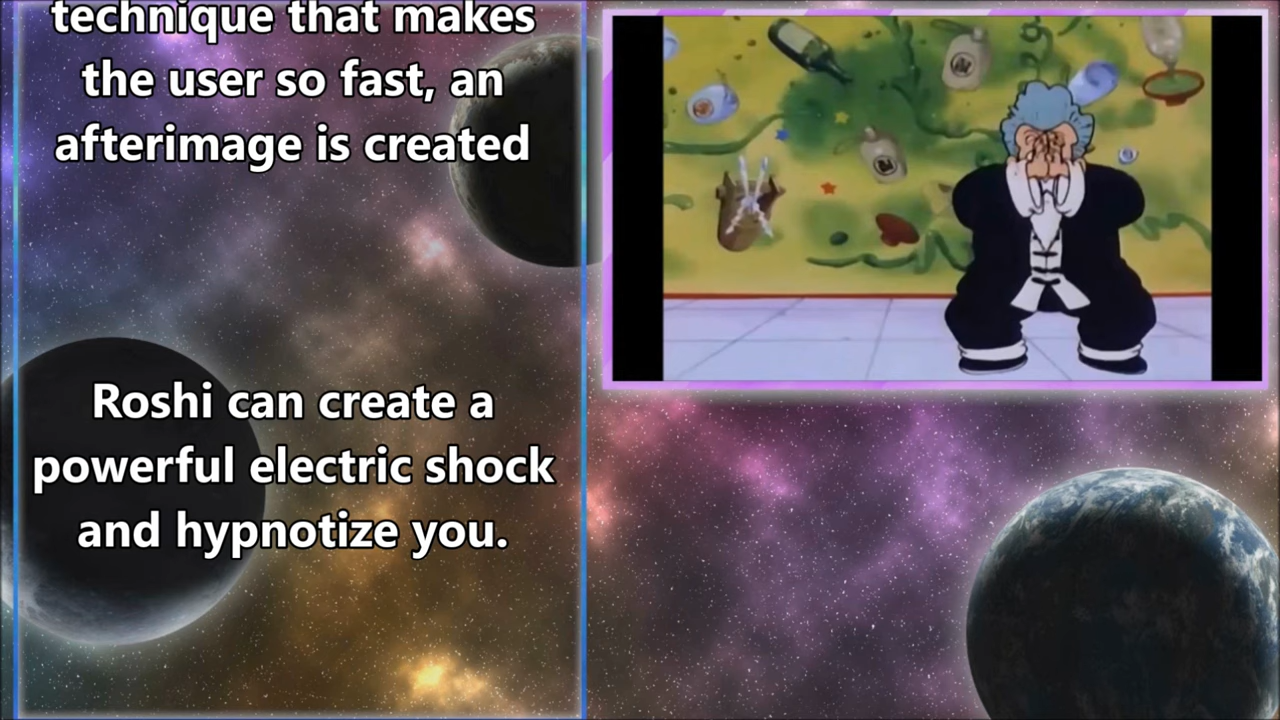 technique that makes
the user so fast, an
afterimage is created
Roshi can create a
powerful electric shock
and hypnotize you.